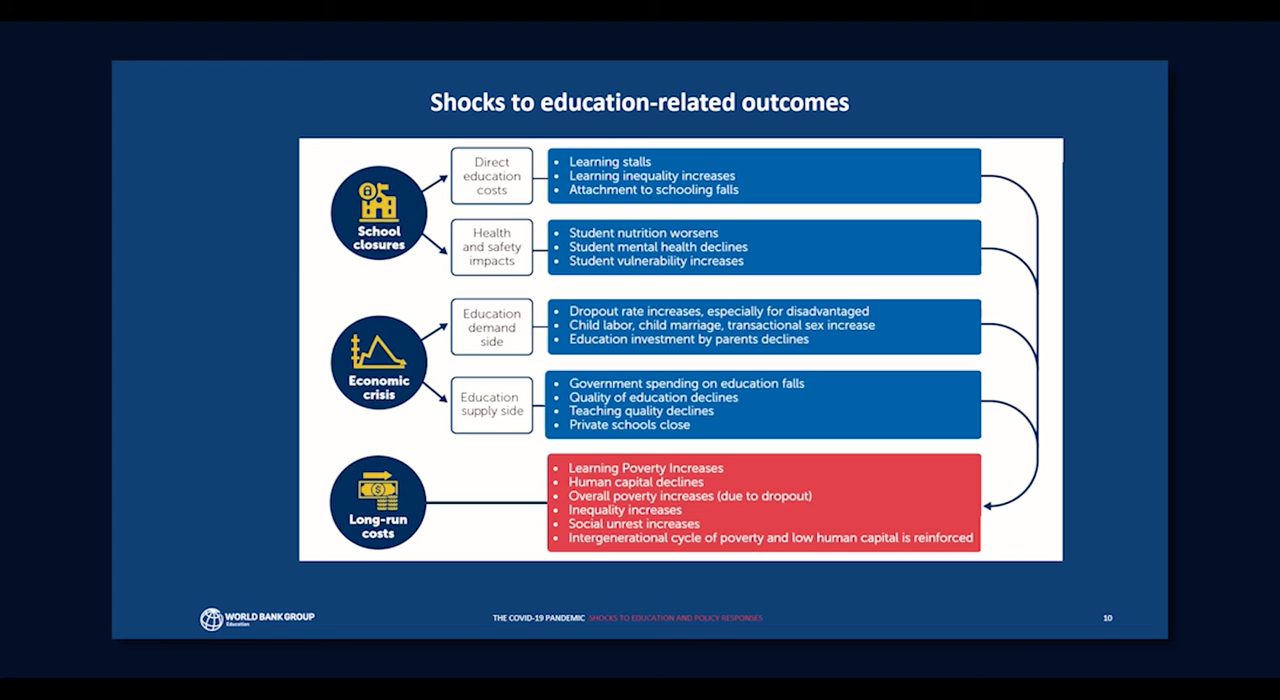 Shocks to education-related outcomes
School
closures
Direct
education
costs
• Learning stalls
• Learning inequality increases
• Attachment to schooling falls
Health
and safety
impacts
• Student nutrition worsens
• Student mental health declines
• Student vulnerability increases
Economic
crisis
Education
demand
side
• Dropout rate increases, especially for disadvantaged
• Child labor, child marriage, transactional sex increase
• Education investment by parents declines
Education
supply side
• Government spending on education falls
• Quality of education declines
• Teaching quality declines
• Private schools close
Long-run
costs
• Learning Poverty Increases
• Human capital declines
• Overall poverty increases (due to dropout)
• Inequality increases
• Social unrest increases
• Intergenerational cycle of poverty and low human capital is reinforced
WORLD BANK GROUP
Education
THE COVID-19 PANDEMIC SHOCKS TO EDUCATION AND POLICY RESPONSES
10